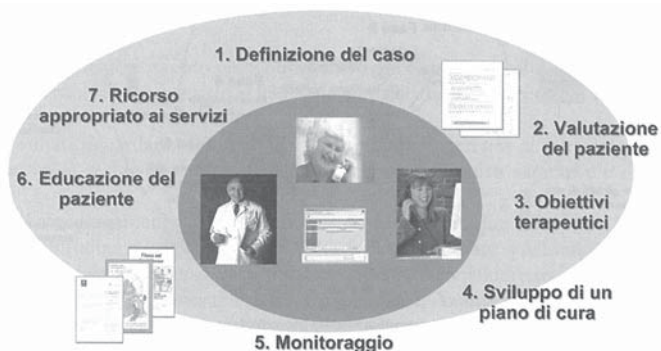 1. Definizione del caso
2. Valutazione
del paziente
3. Obiettivi
terapeutici
4. Sviluppo di un
piano di cura
5. Monitoraggio
6. Educazione del
paziente
7. Ricorso
appropriato ai servizi